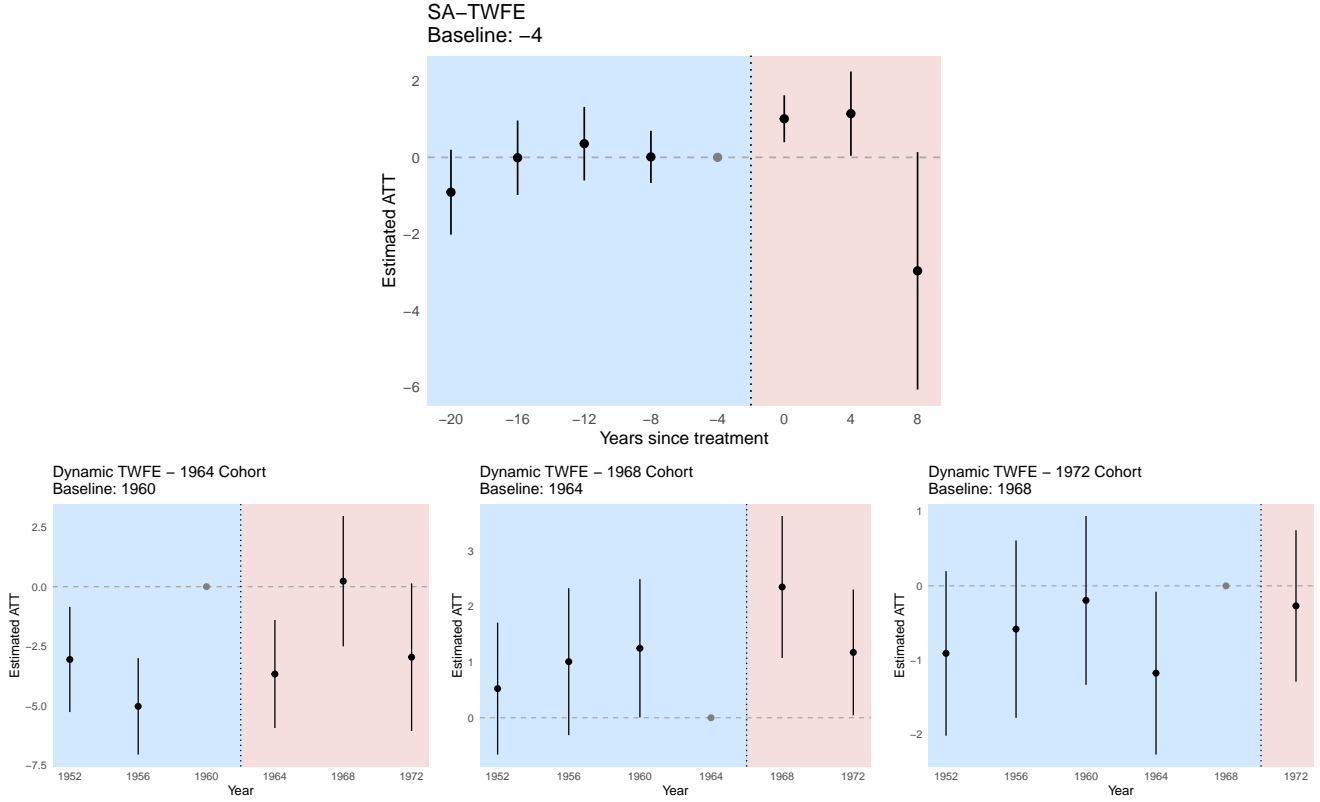 SA−TWFE
Baseline: −4
Estimated ATT
2
0
−2
−4
−6
−20 −16 −12 −8 −4 0 4 8
Years since treatment
Dynamic TWFE − 1964 Cohort
Baseline: 1960
Estimated ATT
2.5
0.0
−2.5
−5.0
−7.5
1952 1956 1960 1964 1968 1972
Year
Dynamic TWFE − 1968 Cohort
Baseline: 1964
Estimated ATT
3
2
1
0
1952 1956 1960 1964 1968 1972
Year
Dynamic TWFE − 1972 Cohort
Baseline: 1968
Estimated ATT
1
0
−1
−2
1952 1956 1960 1964 1968 1972
Year